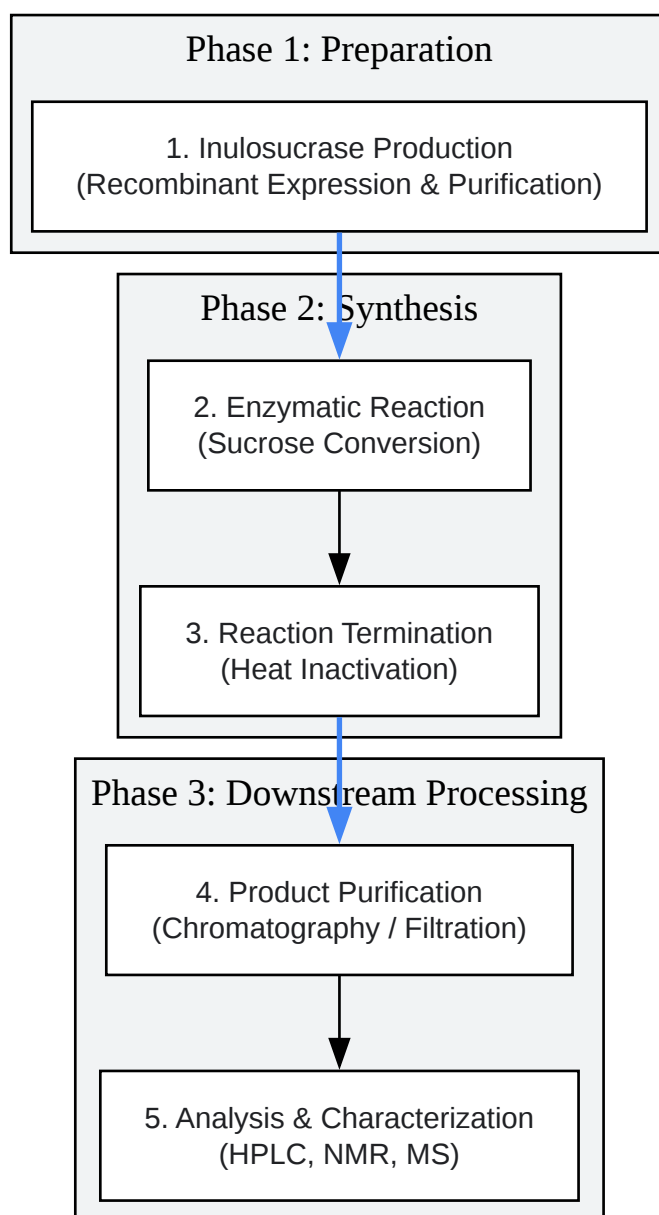 Phase 1: Preparation
1. Inulosucrase Production
(Recombinant Expression & Purification)
Phase 2: Synthesis
2. Enzymatic Reaction
(Sucrose Conversion)
3. Reaction Termination
(Heat Inactivation)
Phase 3: Downstream Processing
4. Product Purification
(Chromatography / Filtration)
5. Analysis & Characterization
(HPLC, NMR, MS)